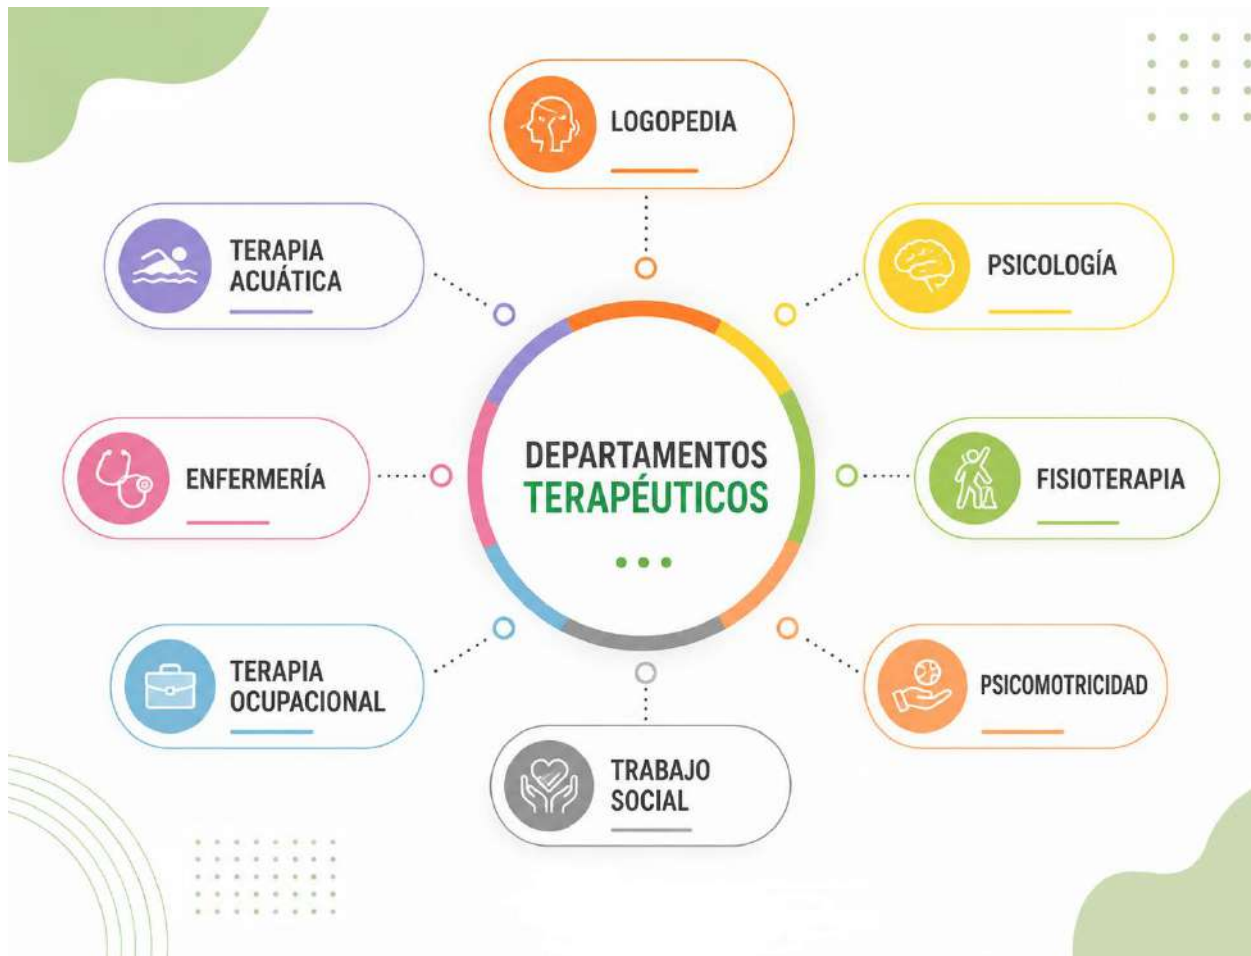 LOGOPEDIA
TERAPIA
ACUÁTICA
PSICOLOGÍA
ENFERMERÍA
DEPARTAMENTOS
TERAPÉUTICOS
FISIOTERAPIA
TERAPIA
OCUPACIONAL
PSICOMOTRICIDAD
TRABAJO
SOCIAL